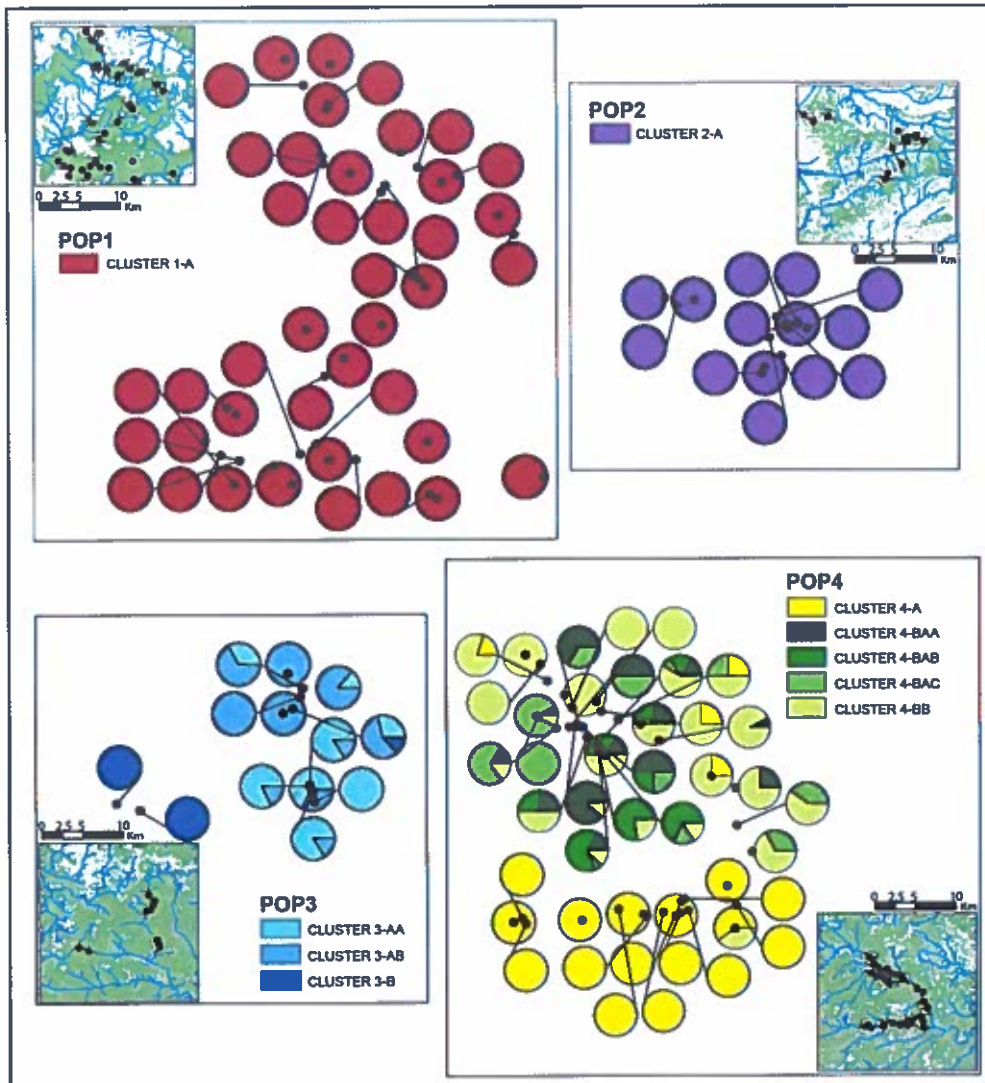 0 2.5 5 10
Km
POP1
CLUSTER 1-A
POP2
CLUSTER 2-A
0 2.5 5 10
Km
POP3
CLUSTER 3-AA
CLUSTER 3-AB
CLUSTER 3-B
0 2.5 5 10
Km
POP4
CLUSTER 4-A
CLUSTER 4-BAA
CLUSTER 4-BAB
CLUSTER 4-BAC
CLUSTER 4-BB
0 2.5 5 10
Km